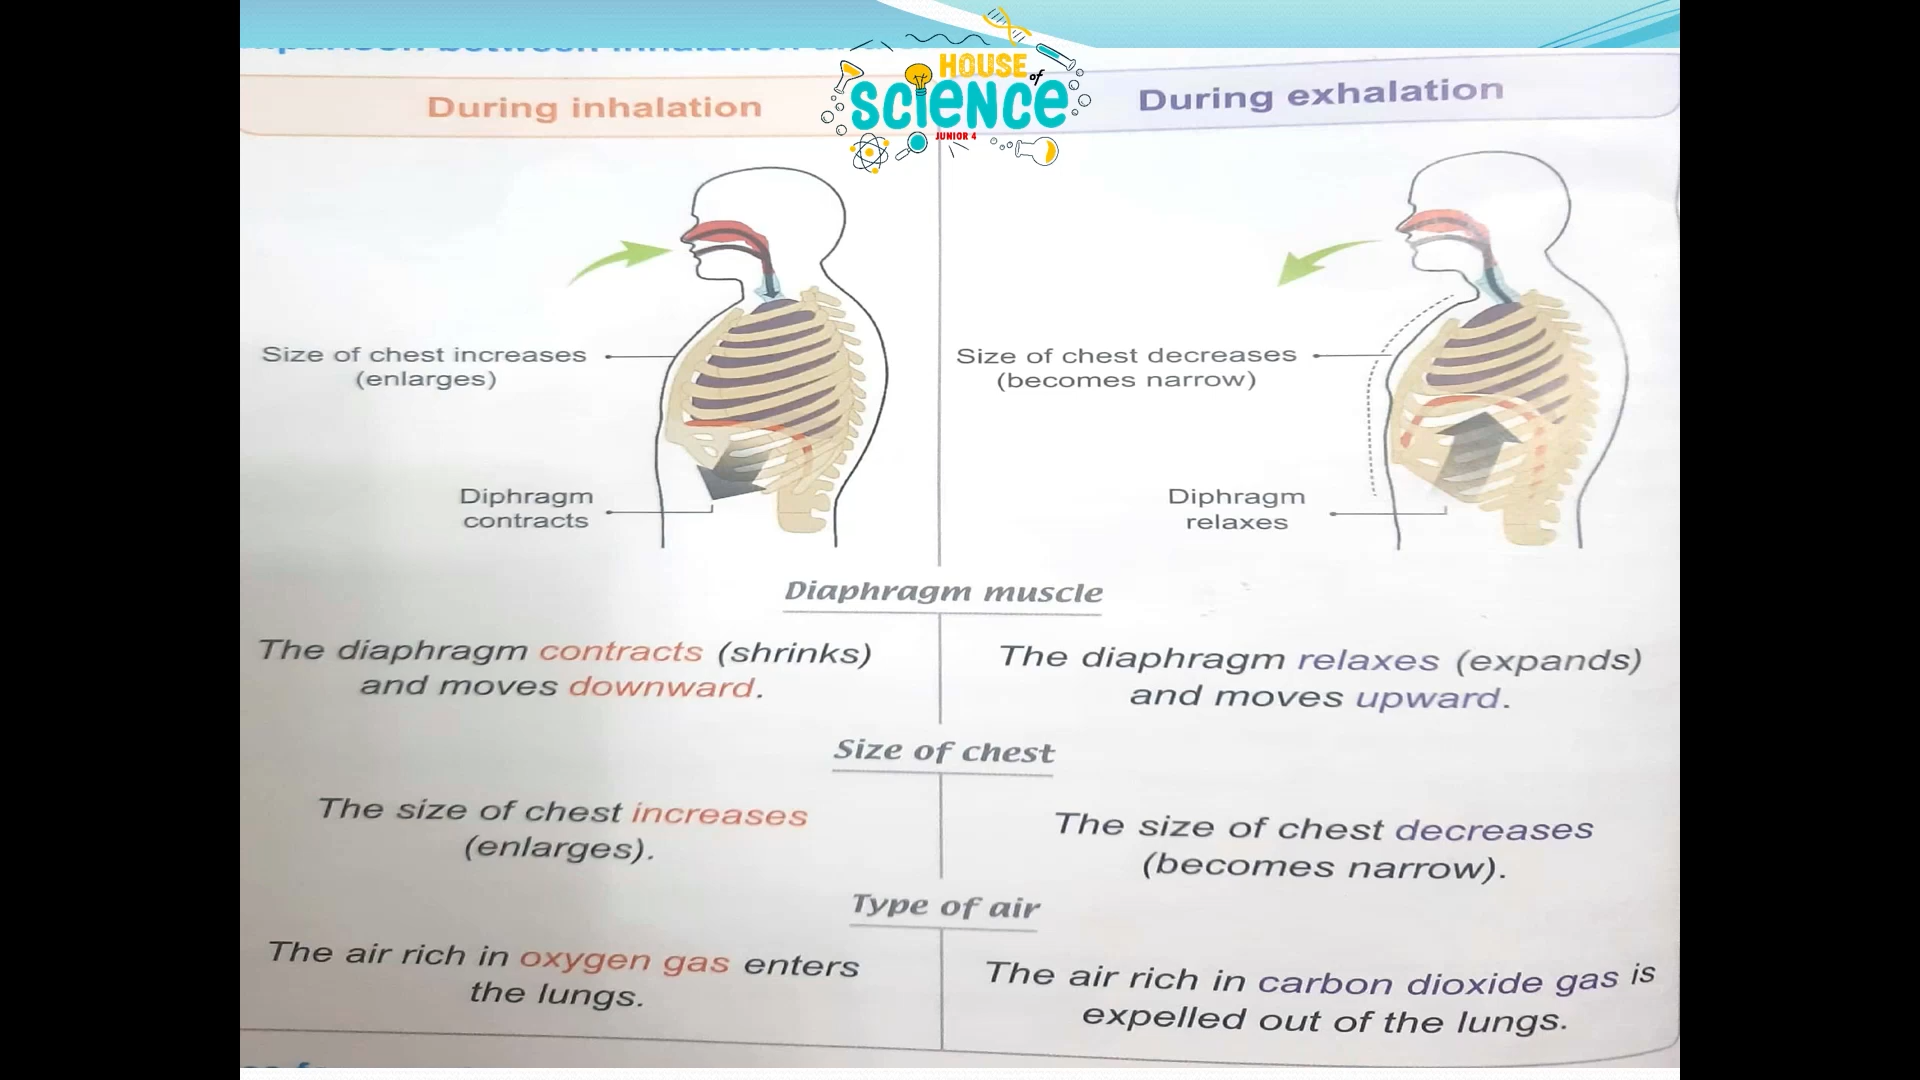 between inhalation
HOUSE of
SCIENCE
JUNIOR 4
During inhalation
During exhalation
Size of chest increases
(enlarges)
Diphragm
contracts
Size of chest decreases
(becomes narrow)
Diphragm
relaxes
Diaphragm muscle
The diaphragm contracts (shrinks)
and moves downward.
The diaphragm relaxes (expands)
and moves upward.
Size of chest
The size of chest increases
(enlarges).
The size of chest decreases
(becomes narrow).
Type of air
The air rich in oxygen gas enters
the lungs.
The air rich in carbon dioxide gas is
expelled out of the lungs.